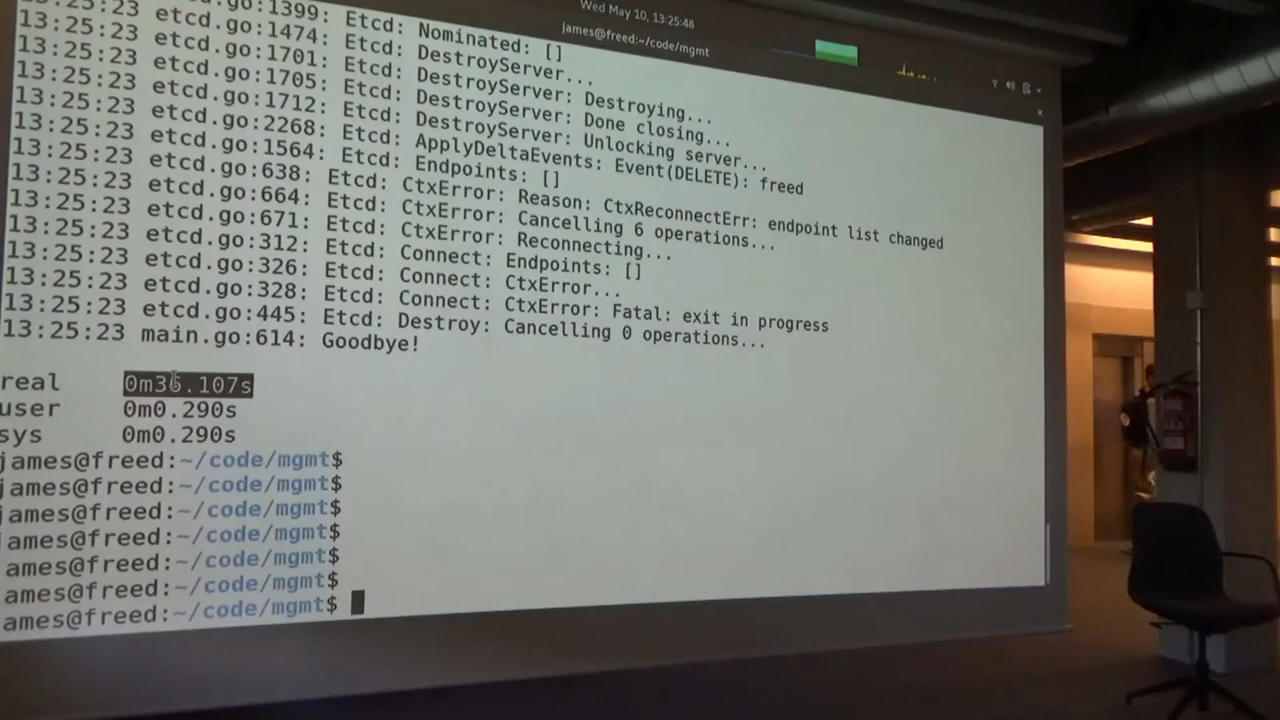 Wed May 10, 13:25:48
james@freed:~/code/mgmt
13:25:23 etcd.go:1399: Etcd: Nominated: []
13:25:23 etcd.go:1474: Etcd: DestroyServer...
13:25:23 etcd.go:1701: Etcd: DestroyServer: Destroying...
13:25:23 etcd.go:1705: Etcd: DestroyServer: Done closing...
13:25:23 etcd.go:1712: Etcd: DestroyServer: Unlocking server...
13:25:23 etcd.go:2268: Etcd: ApplyDeltaEvents: Event(DELETE): freed
13:25:23 etcd.go:1564: Etcd: Endpoints: []
13:25:23 etcd.go:638: Etcd: CtxError: Reason: CtxReconnectErr: endpoint list changed
13:25:23 etcd.go:664: Etcd: CtxError: Cancelling 6 operations...
13:25:23 etcd.go:671: Etcd: CtxError: Reconnecting...
13:25:23 etcd.go:312: Etcd: Connect: Endpoints: []
13:25:23 etcd.go:326: Etcd: Connect: CtxError...
13:25:23 etcd.go:328: Etcd: Connect: CtxError: Fatal: exit in progress
13:25:23 etcd.go:445: Etcd: Destroy: Cancelling 0 operations...
13:25:23 main.go:614: Goodbye!
real 0m36.107s
user 0m0.290s
sys 0m0.290s
james@freed:~/code/mgmt$
james@freed:~/code/mgmt$
james@freed:~/code/mgmt$
james@freed:~/code/mgmt$
ames@freed:~/code/mgmt$
ames@freed:~/code/mgmt$
ames@freed:~/code/mgmt$